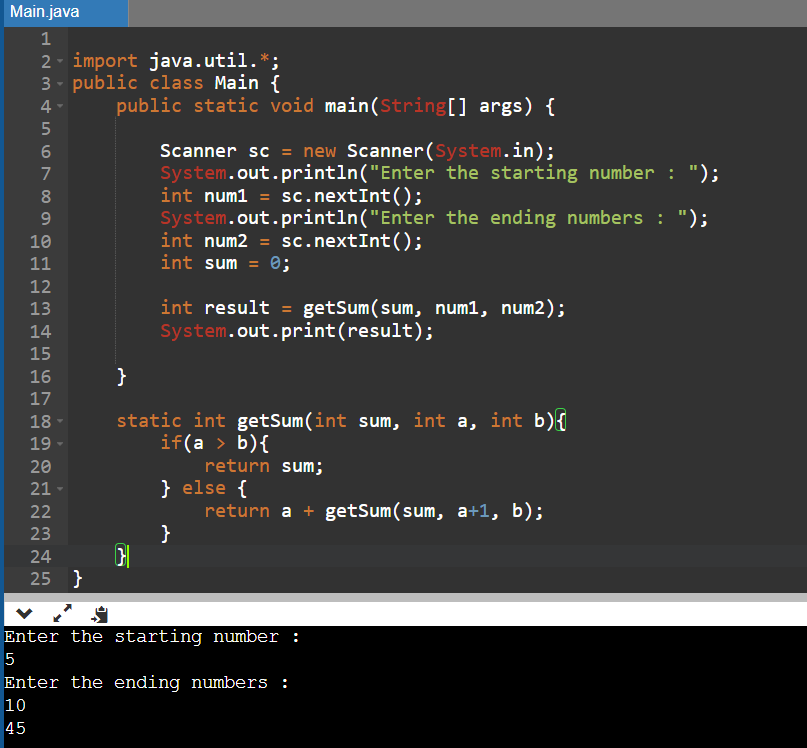 Main.java
1
2 import java.util.*;
3 public class Main {
4     public static void main(String[] args) {
5
6         Scanner sc = new Scanner(System.in);
7         System.out.println("Enter the starting number : ");
8         int num1 = sc.nextInt();
9         System.out.println("Enter the ending numbers : ");
10         int num2 = sc.nextInt();
11         int sum = 0;
12
13         int result = getSum(sum, num1, num2);
14         System.out.print(result);
15
16     }
17
18     static int getSum(int sum, int a, int b){
19         if(a > b){
20             return sum;
21         } else {
22             return a + getSum(sum, a+1, b);
23         }
24     }
25 }
Enter the starting number :
5
Enter the ending numbers :
10
45